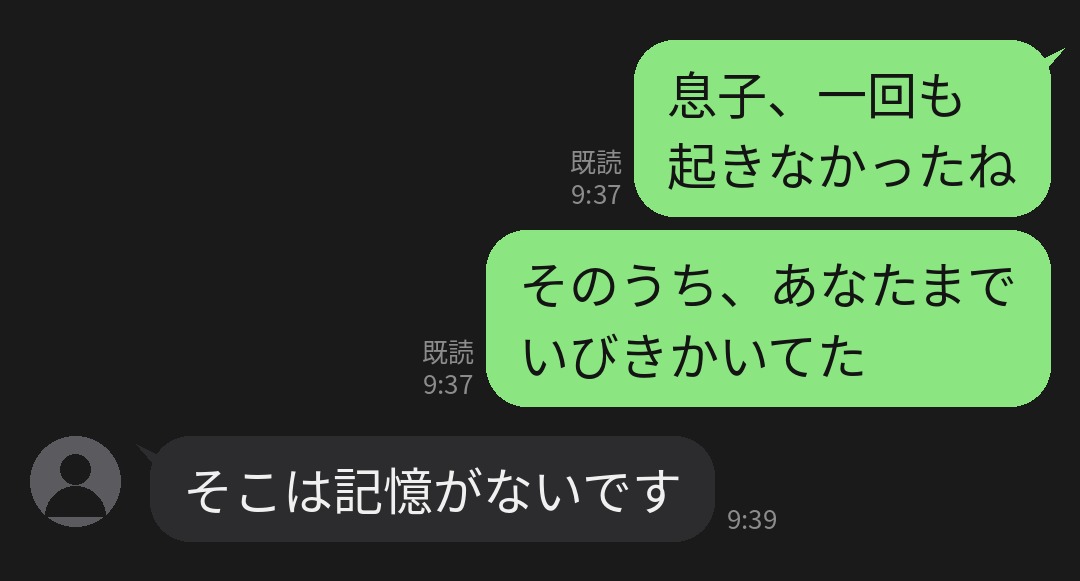 息子、一回も
起きなかったね
既読
9:37
そのうち、あなたまで
いびきかいてた
既読
9:37
そこは記憶がないです
9:39